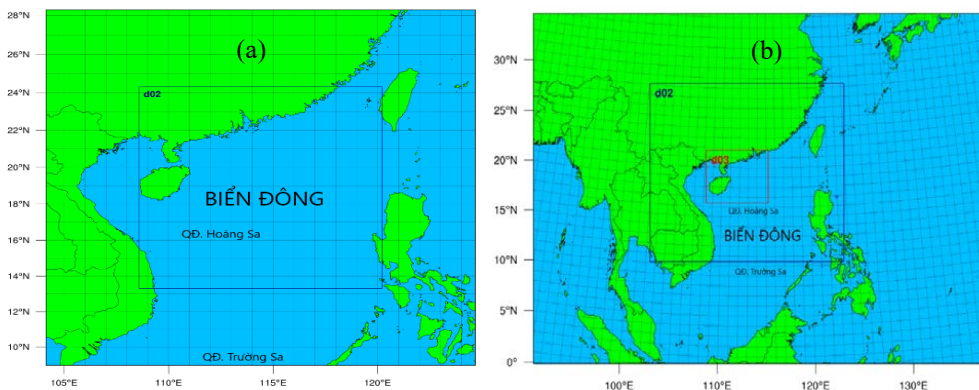 (a)
28°N
26°N
24°N
22°N
20°N
18°N
16°N
14°N
12°N
10°N
d02
BIỂN ĐÔNG
QĐ. Hoàng Sa
QĐ. Trường Sa
105°E
110°E
115°E
120°E
(b)
30°N
25°N
20°N
15°N
10°N
5°N
0°
d02
d03
QĐ. Hoàng Sa
BIỂN ĐÔNG
QĐ. Trường Sa
100°E
110°E
120°E
130°E